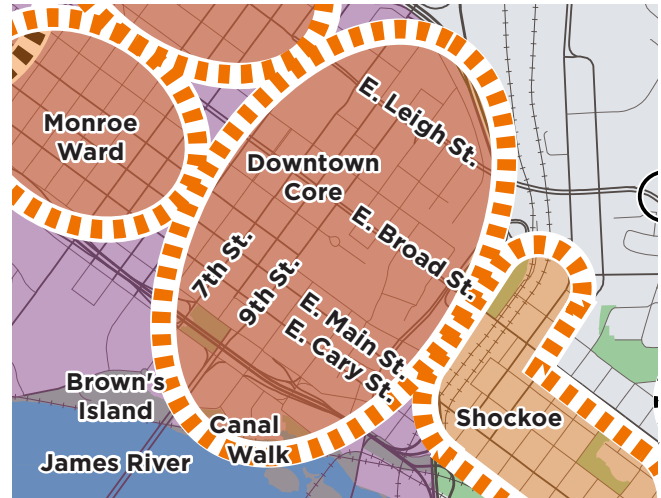 E. Leigh St.
Monroe
Ward
Downtown
Core
E. Broad St.
7th St.
9th St.
E. Main St.
E. Cary St.
Brown's
Island
Canal
Walk
Shockoe
James River